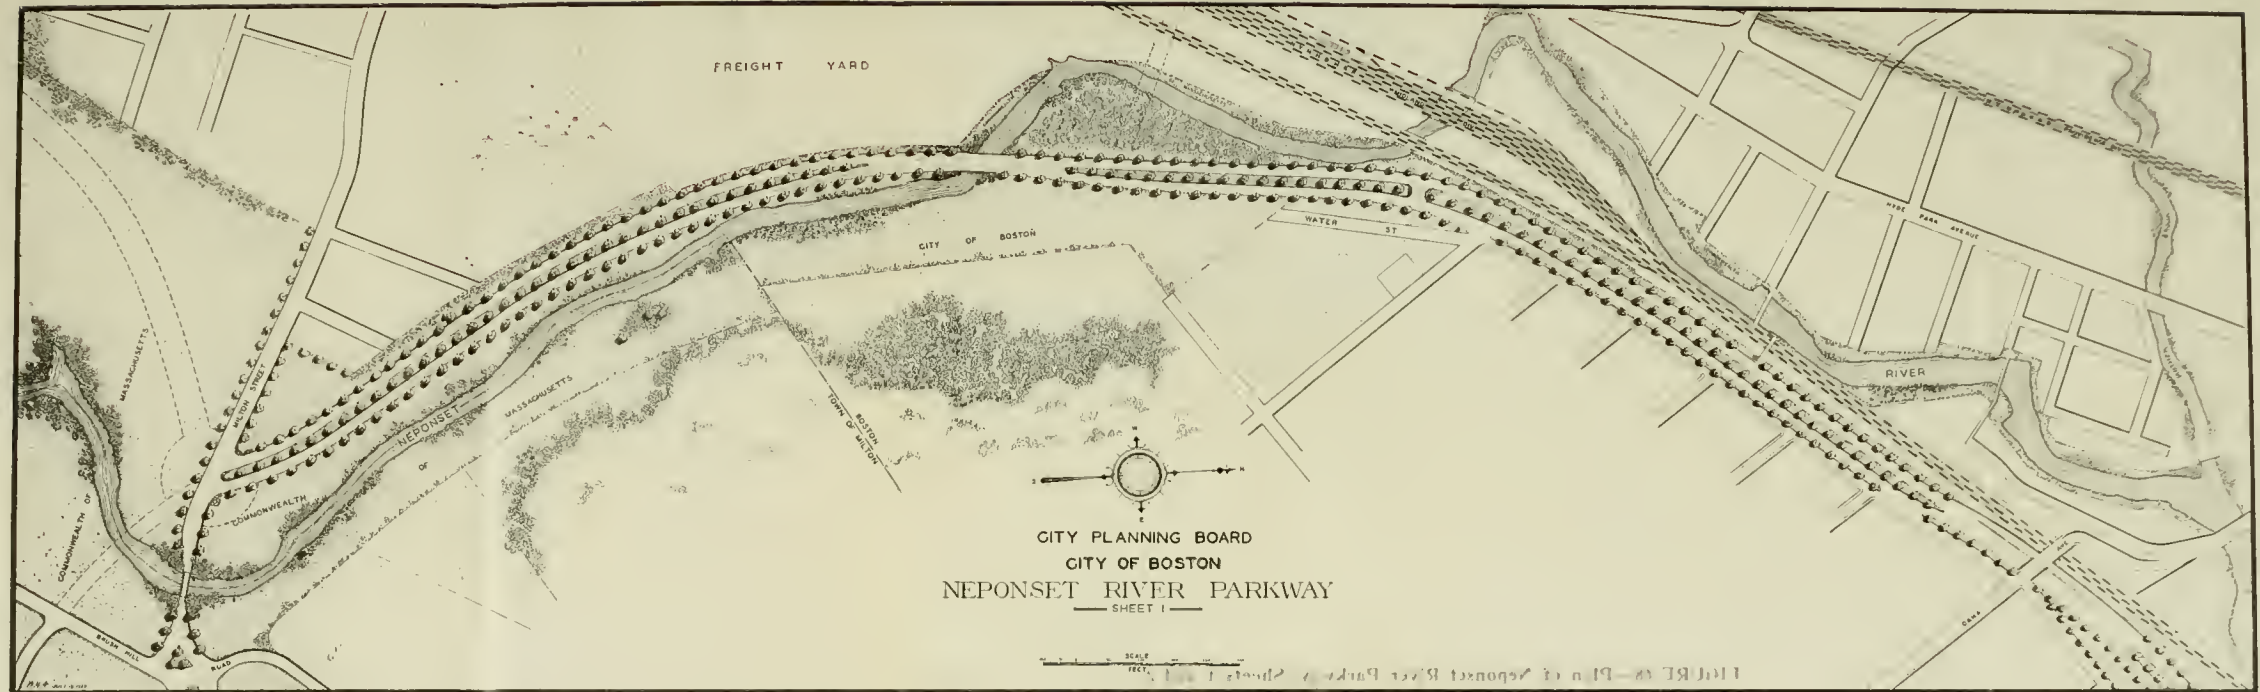 FREIGHT YARD
HYDE PARK AVENUE
WATER ST
CITY OF BOSTON
MASSACHUSETTS
MILTON STREET
NEPONSET
MASSACHUSETTS
OF
BOSTON
TOWN OF MILTON
RIVER
COMMONWEALTH
COMMONWEALTH OF
W
S
N
E
CITY PLANNING BOARD
CITY OF BOSTON
NEPONSET RIVER PARKWAY
SHEET 1
BRUSH HILL ROAD
SCALE
FEET
DANA AVE